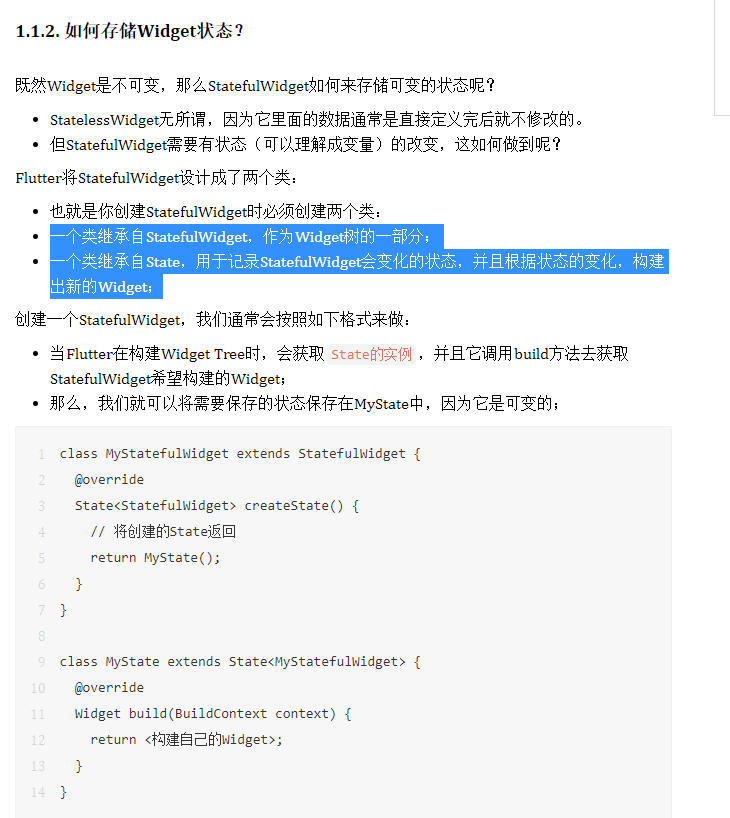 1.1.2. 如何存储Widget状态？
既然Widget是不可变，那么StatefulWidget如何来存储可变的状态呢？
• StatelessWidget无所谓，因为它里面的数据通常是直接定义完后就不修改的。
• 但StatefulWidget需要有状态（可以理解成变量）的改变，这如何做到呢？
Flutter将StatefulWidget设计成了两个类：
• 也就是你创建StatefulWidget时必须创建两个类：
• 一个类继承自StatefulWidget，作为Widget树的一部分；
• 一个类继承自State，用于记录StatefulWidget会变化的状态，并且根据状态的变化，构建
出新的Widget；
创建一个StatefulWidget，我们通常会按照如下格式来做：
• 当Flutter在构建Widget Tree时，会获取 State的实例 ，并且它调用build方法去获取
StatefulWidget希望构建的Widget；
• 那么，我们就可以将需要保存的状态保存在MyState中，因为它是可变的；
1 class MyStatefulWidget extends StatefulWidget {
2   @override
3   State<StatefulWidget> createState() {
4     // 将创建的State返回
5     return MyState();
6   }
7 }
8
9 class MyState extends State<MyStatefulWidget> {
10   @override
11   Widget build(BuildContext context) {
12     return <构建自己的Widget>;
13   }
14 }